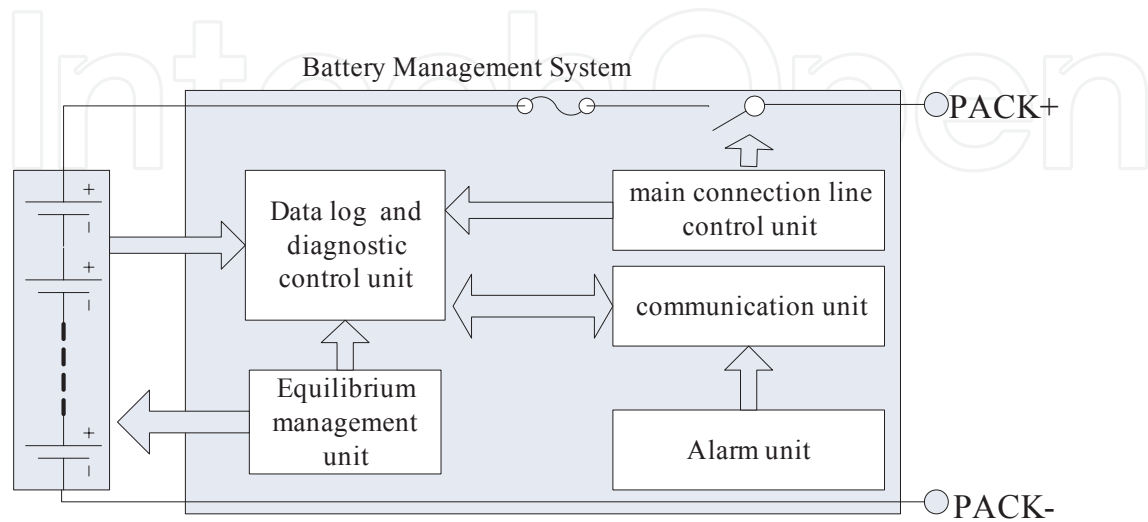 IntechOpen
Battery Management System
PACK+
+
−
+
−
+
−
Data log and
diagnostic
control unit
main connection line
control unit
communication unit
Equilibrium
management
unit
Alarm unit
PACK-